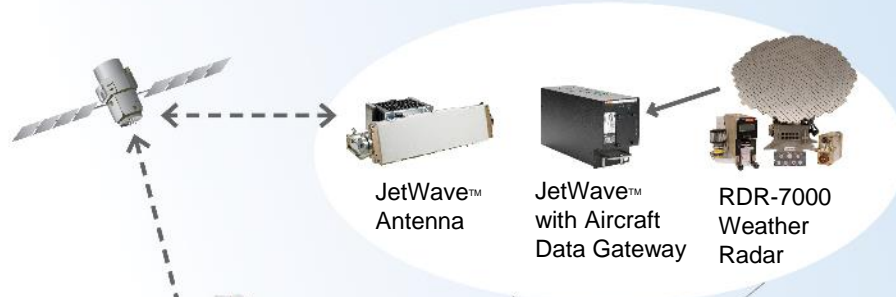 JetWave™
Antenna
JetWave™
with Aircraft
Data Gateway
RDR-7000
Weather
Radar